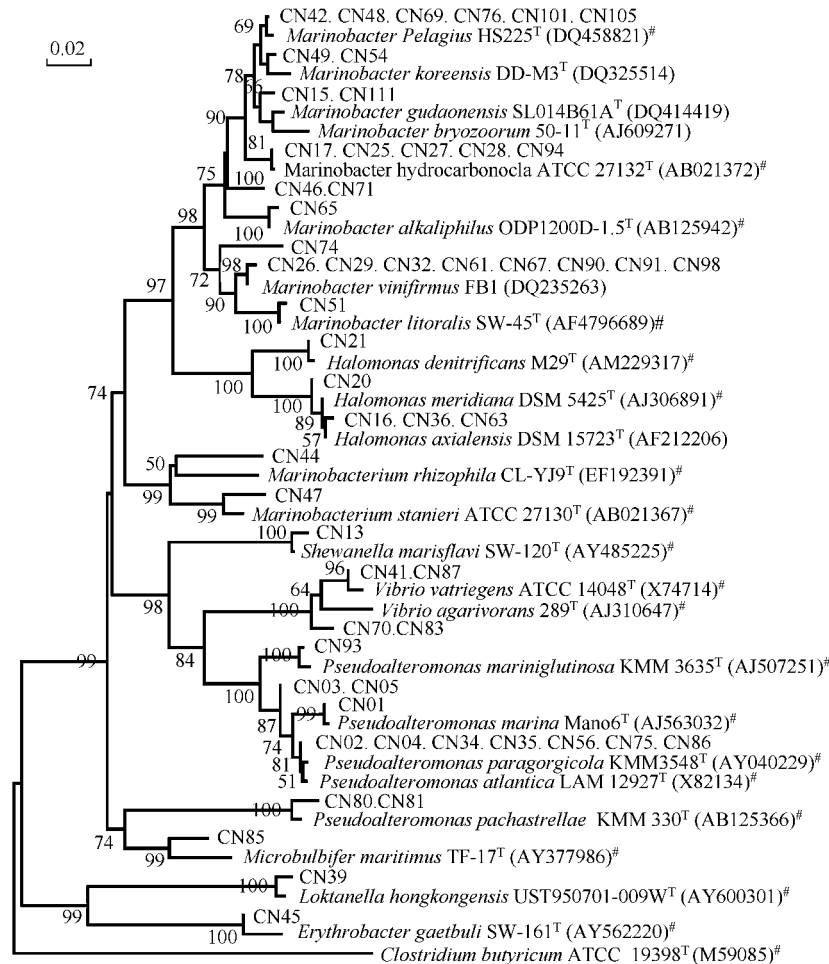 CN42. CN48. CN69. CN76. CN101. CN105
69
Marinobacter Pelagius HS225T (DQ458821)#
0.02
CN49. CN54
78
Marinobacter koreensis DD-M3T (DQ325514)
66
CN15. CN111
90
Marinobacter gudaonensis SL014B61AT (DQ414419)
Marinobacter bryozoorum 50-11T (AJ609271)
81
CN17. CN25. CN27. CN28. CN94
Marinobacter hydrocarbonocla ATCC 27132T (AB021372)#
75
100
CN46.CN71
CN65
98
100
Marinobacter alkaliphilus ODP1200D-1.5T (AB125942)#
CN74
98
CN26. CN29. CN32. CN61. CN67. CN90. CN91. CN98
72
97
Marinobacter vinifirmus FB1 (DQ235263)
90
CN51
100
Marinobacter litoralis SW-45T (AF4796689)#
CN21
100
Halomonas denitrificans M29T (AM229317)#
100
CN20
74
100
Halomonas meridiana DSM 5425T (AJ306891)#
89
CN16. CN36. CN63
57
Halomonas axialensis DSM 15723T (AF212206)
CN44
50
Marinobacterium rhizophila CL-YJ9T (EF192391)#
99
CN47
99
Marinobacterium stanieri ATCC 27130T (AB021367)#
100
CN13
Shewanella marisflavi SW-120T (AY485225)#
96
CN41.CN87
98
64
Vibrio vatriegens ATCC 14048T (X74714)#
100
Vibrio agarivorans 289T (AJ310647)#
CN70.CN83
84
100
CN93
99
Pseudoalteromonas mariniglutinosa KMM 3635T (AJ507251)#
100
CN03. CN05
99
CN01
87
Pseudoalteromonas marina Mano6T (AJ563032)#
74
CN02. CN04. CN34. CN35. CN56. CN75. CN86
81
Pseudoalteromonas paragorgicola KMM3548T (AY040229)#
51
Pseudoalteromonas atlantica LAM 12927T (X82134)#
100
CN80.CN81
Pseudoalteromonas pachastrellae KMM 330T (AB125366)#
74
CN85
99
Microbulbifer maritimus TF-17T (AY377986)#
100
CN39
Loktanella hongkongensis UST950701-009WT (AY600301)#
99
CN45
100
Erythrobacter gaetbuli SW-161T (AY562220)#
Clostridium butyricum ATCC 19398T (M59085)#